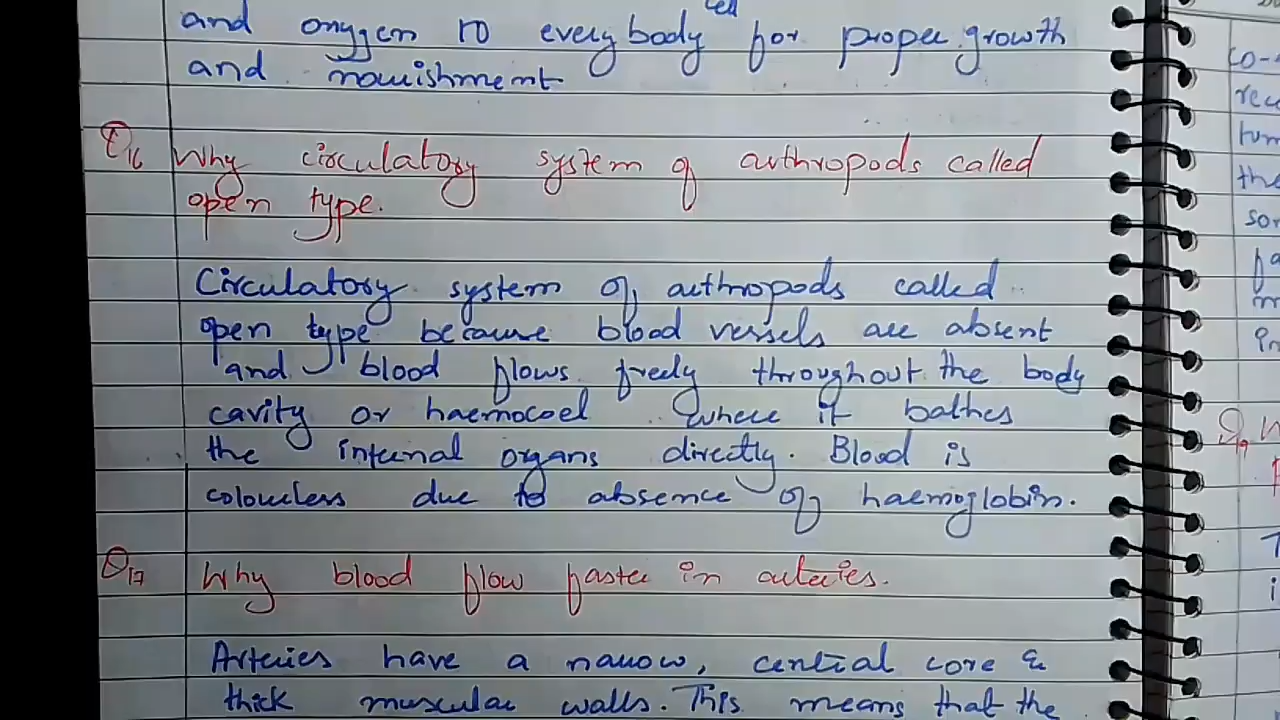 and oxygen to every body cell for proper growth
and nourishment
Q16 Why circulatory system of arthropods called
open type.
Circulatory system of arthropods called
open type because blood vessels are absent
and blood flows freely throughout the body
cavity or haemocoel where it bathes
the internal organs directly. Blood is
colourless due to absence of haemoglobin.
Q17 Why blood flow faster in arteries.
Arteries have a narrow, central core &
thick muscular walls. This means that the
the
in